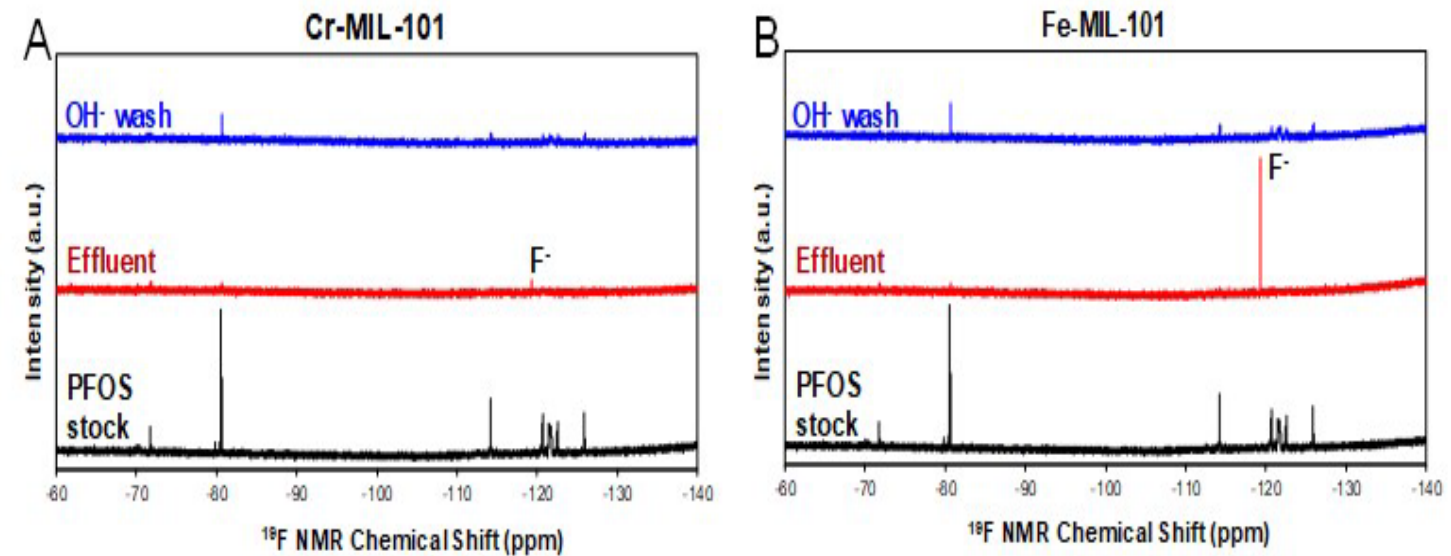 A
Cr-MIL-101
OH- wash
Effluent
F-
PFOS
stock
Intensity (a. u.)
-60 -70 -80 -90 -100 -110 -120 -130 -140
¹⁹F NMR Chemical Shift (ppm)
B
Fe-MIL-101
OH- wash
F-
Effluent
PFOS
stock
Intensity (a. u.)
-60 -70 -80 -90 -100 -110 -120 -130 -140
¹⁹F NMR Chemical Shift (ppm)